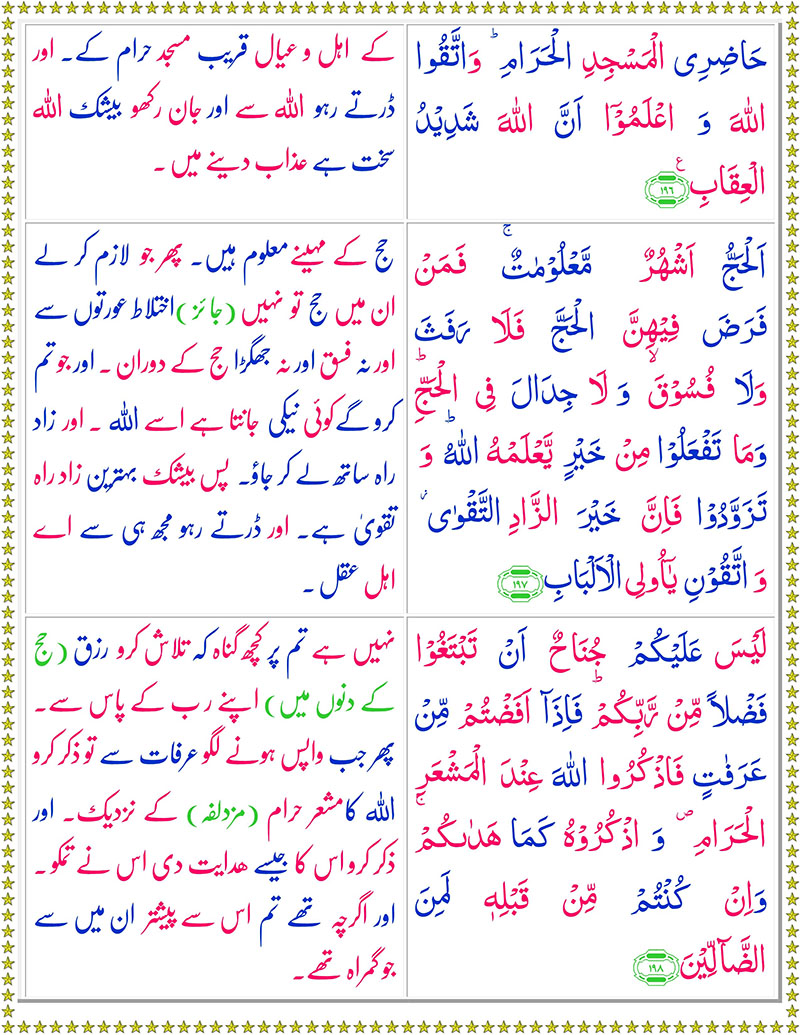 حَاضِرِی الْمَسْجِدِ الْحَرَامِ ؕ وَاتَّقُوا
اللّٰهَ وَ اعْلَمُوْۤا اَنَّ اللّٰهَ شَدِیْدُ
الْعِقَابِ ۧ ﴿۱۹۶﴾
کے اہل و عیال قریب مسجد حرام کے۔ اور
ڈرتے رہو اللہ سے اور جان رکھو بیشک اللہ
سخت ہے عذاب دینے میں ۔
اَلْحَجُّ اَشْهُرٌ مَّعْلُوْمٰتٌ ۚ فَمَنْ
فَرَضَ فِیْهِنَّ الْحَجَّ فَلَا رَفَثَ
وَلَا فُسُوْقَ ۙ وَ لَا جِدَالَ فِی الْحَجِّ ؕ
وَمَا تَفْعَلُوْا مِنْ خَیْرٍ یَّعْلَمْهُ اللّٰهُ ؕ وَ
تَزَوَّدُوْا فَاِنَّ خَیْرَ الزَّادِ التَّقْوٰی ؗ
وَ اتَّقُوْنِ یٰۤاُولِی الْاَلْبَابِ ﴿۱۹۷﴾
حج کے مہینے معلوم ہیں۔ پھر جو لازم کر لے
ان میں حج تو نہیں (جائز) اختلاط عورتوں سے
اور نہ فسق اور نہ جھگڑا حج کے دوران ۔ اور جو تم
کرو گے کوئی نیکی جانتا ہے اسے اللہ ۔ اور زاد
راہ ساتھ لے کر جاؤ۔ پس بیشک بہترین زاد راہ
تقویٰ ہے۔ اور ڈرتے رہو مجھ ہی سے اے
اہل عقل ۔
لَیْسَ عَلَیْكُمْ جُنَاحٌ اَنْ تَبْتَغُوْا
فَضْلًا مِّنْ رَّبِّكُمْ ؕ فَاِذَاۤ اَفَضْتُمْ مِّنْ
عَرَفٰتٍ فَاذْكُرُوا اللّٰهَ عِنْدَ الْمَشْعَرِ
الْحَرَامِ ۪ وَ اذْكُرُوْهُ كَمَا هَدٰىكُمْ ۚ
وَاِنْ كُنْتُمْ مِّنْ قَبْلِهٖ لَمِنَ
الضَّآلِّیْنَ ﴿۱۹۸﴾
نہیں ہے تم پر کچھ گناہ کہ تلاش کرو رزق (حج
کے دنوں میں) اپنے رب کے پاس سے۔
پھر جب واپس ہونے لگو عرفات سے تو ذکر کرو
اللہ کا مشعر حرام (مزدلفہ) کے نزدیک۔ اور
ذکر کرو اس کا جیسے ھدایت دی اس نے تمکو۔
اور اگرچہ تھے تم اس سے پیشتر ان میں سے
جو گمراہ تھے۔